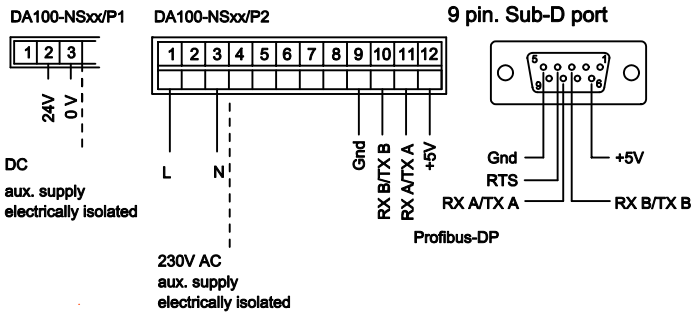 DA100-NSxx/P1
1 2 3
24V
0 V
DC
aux. supply
electrically isolated
DA100-NSxx/P2
1 2 3 4 5 6 7 8 9 10 11 12
L
N
Gnd
RX B/TX B
RX A/TX A
+5V
230V AC
aux. supply
electrically isolated
9 pin. Sub-D port
5 1
9 6
Gnd
+5V
RTS
RX A/TX A
RX B/TX B
Profibus-DP